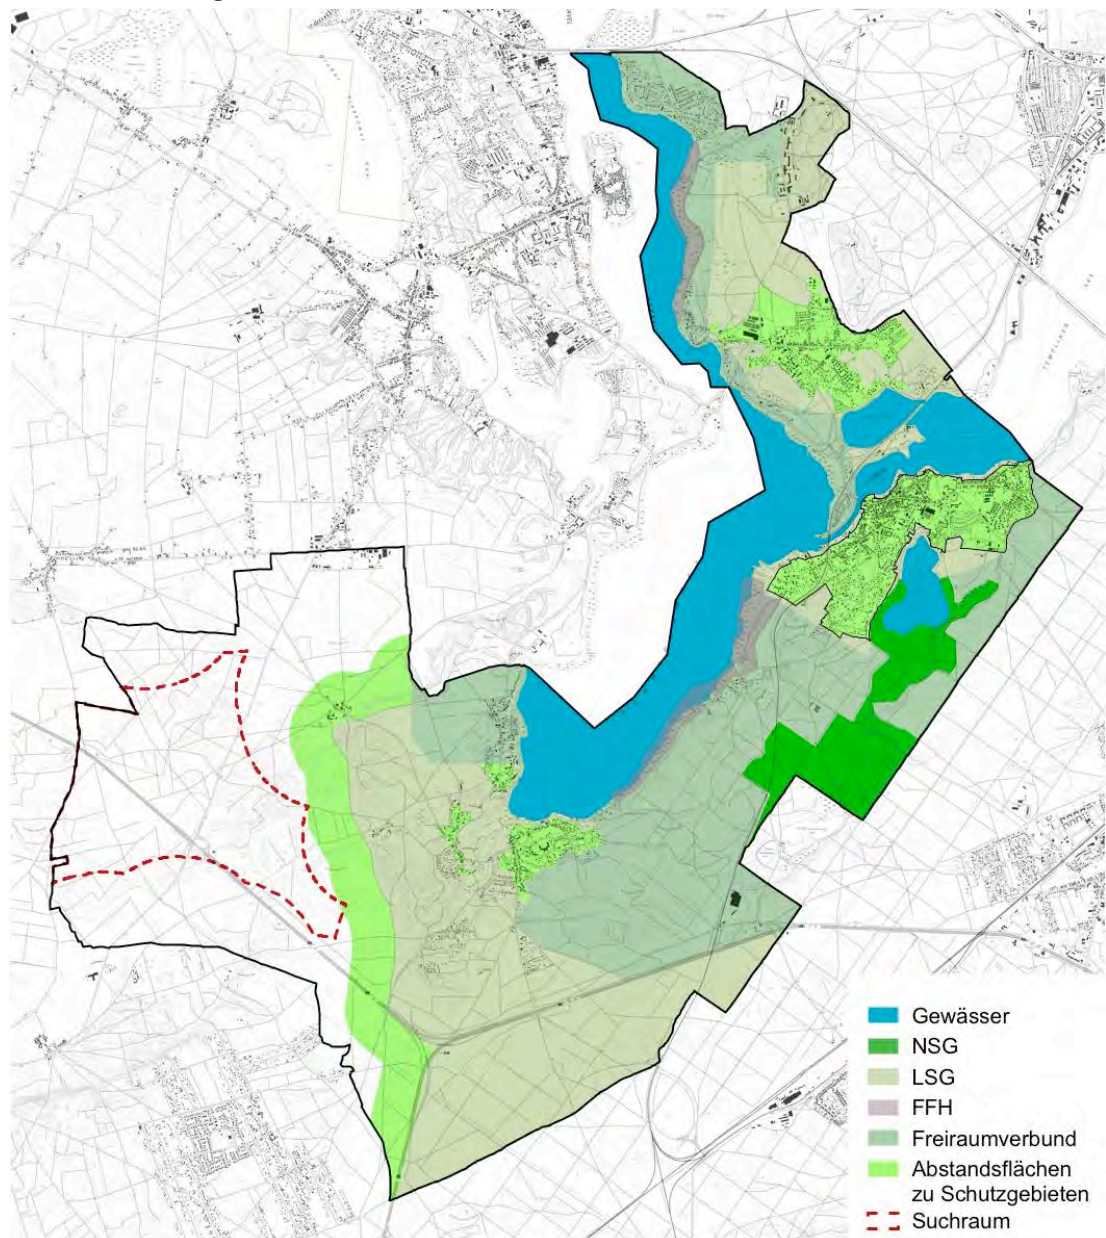 Gewässer
NSG
LSG
FFH
Freiraumverbund
Abstandsflächen
zu Schutzgebieten
Suchraum